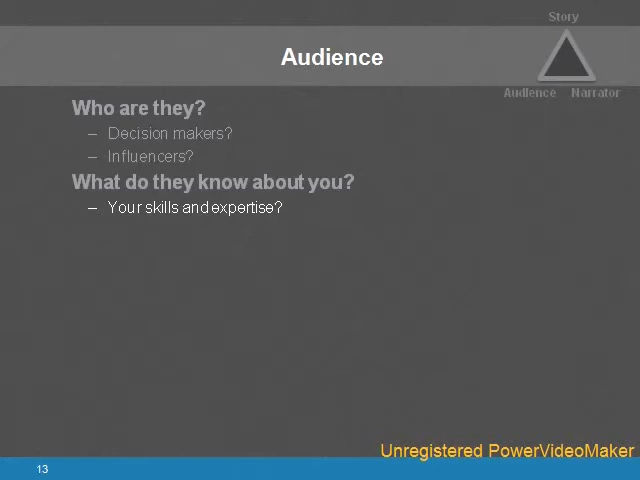 Story
Audience
Audience Narrator
Who are they?
– Decision makers?
– Influencers?
What do they know about you?
– Your skills and expertise?
Unregistered PowerVideoMaker
13